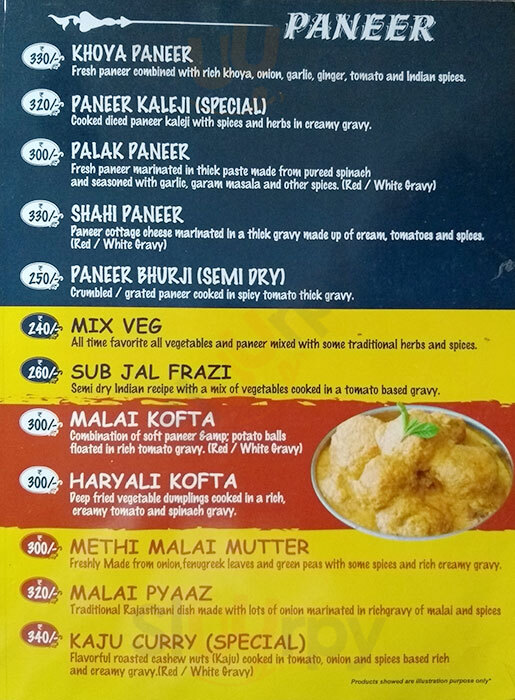 PANEER
₹ 330/- KHOYA PANEER
Fresh paneer combined with rich khoya, onion, garlic, ginger, tomato and Indian spices.
₹ 320/- PANEER KALEJI (SPECIAL)
Cooked diced paneer kaleji with spices and herbs in creamy gravy.
₹ 300/- PALAK PANEER
Fresh paneer marinated in thick paste made from pureed spinach
and seasoned with garlic, garam masala and other spices. (Red / White Gravy)
₹ 330/- SHAHI PANEER
Paneer cottage cheese marinated in a thick gravy made up of cream, tomatoes and spices.
(Red / White Gravy)
₹ 250/- PANEER BHURJI (SEMI DRY)
Crumbled / grated paneer cooked in spicy tomato thick gravy.
₹ 240/- MIX VEG
All time favorite all vegetables and paneer mixed with some traditional herbs and spices.
₹ 260/- SUB JAL FRAZI
Semi dry Indian recipe with a mix of vegetables cooked in a tomato based gravy.
₹ 300/- MALAI KOFTA
Combination of soft paneer &amp; potato balls
floated in rich tomato gravy. (Red / White Gravy)
₹ 300/- HARYALI KOFTA
Deep fried vegetable dumplings cooked in a rich,
creamy tomato and spinach gravy.
₹ 300/- METHI MALAI MUTTER
Freshly Made from onion,fenugreek leaves and green peas with some spices and rich creamy gravy.
₹ 320/- MALAI PYAAZ
Traditional Rajasthani dish made with lots of onion marinated in richgravy of malai and spices
₹ 340/- KAJU CURRY (SPECIAL)
Flavorful roasted cashew nuts (Kaju) cooked in tomato, onion and spices based rich
and creamy gravy.(Red / White Gravy)
Products showed are illustration purpose only*